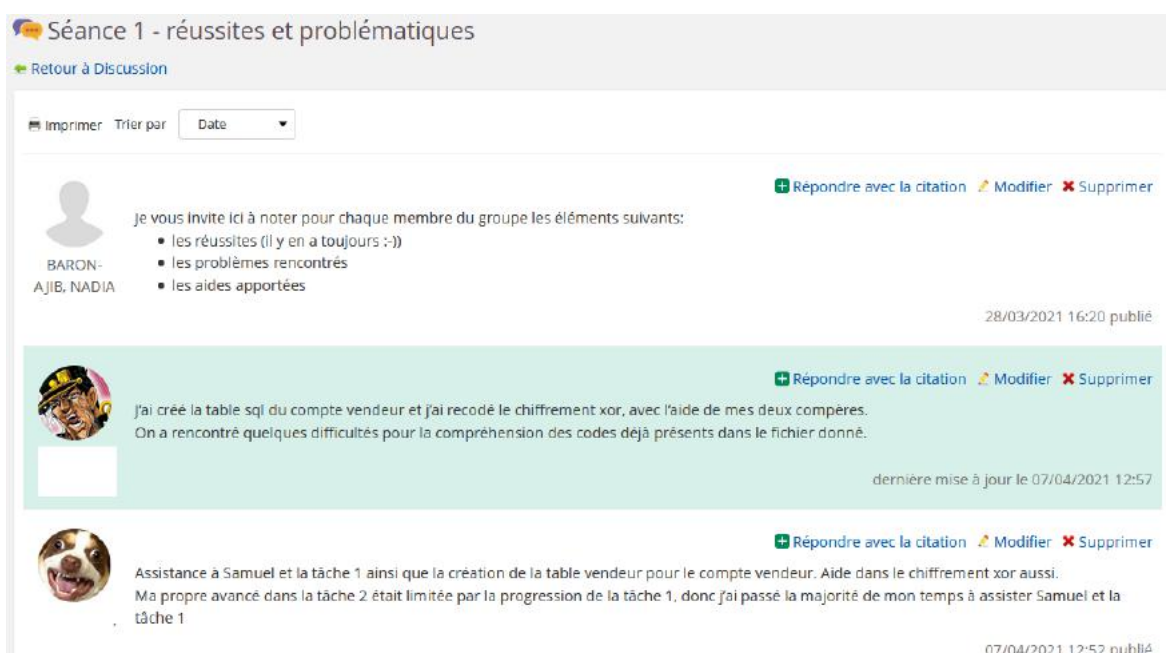 Séance 1 - réussites et problématiques
Retour à Discussion
Imprimer Trier par Date
Répondre avec la citation Modifier Supprimer
Je vous invite ici à noter pour chaque membre du groupe les éléments suivants:
• les réussites (il y en a toujours :-))
• les problèmes rencontrés
• les aides apportées
BARON-
AJIB, NADIA
28/03/2021 16:20 publié
Répondre avec la citation Modifier Supprimer
J'ai créé la table sql du compte vendeur et j'ai recodé le chiffrement xor, avec l'aide de mes deux compères.
On a rencontré quelques difficultés pour la compréhension des codes déjà présents dans le fichier donné.
dernière mise à jour le 07/04/2021 12:57
Répondre avec la citation Modifier Supprimer
Assistance à Samuel et la tâche 1 ainsi que la création de la table vendeur pour le compte vendeur. Aide dans le chiffrement xor aussi.
Ma propre avancé dans la tâche 2 était limitée par la progression de la tâche 1, donc j'ai passé la majorité de mon temps à assister Samuel et la
tâche 1
07/04/2021 12:52 publié